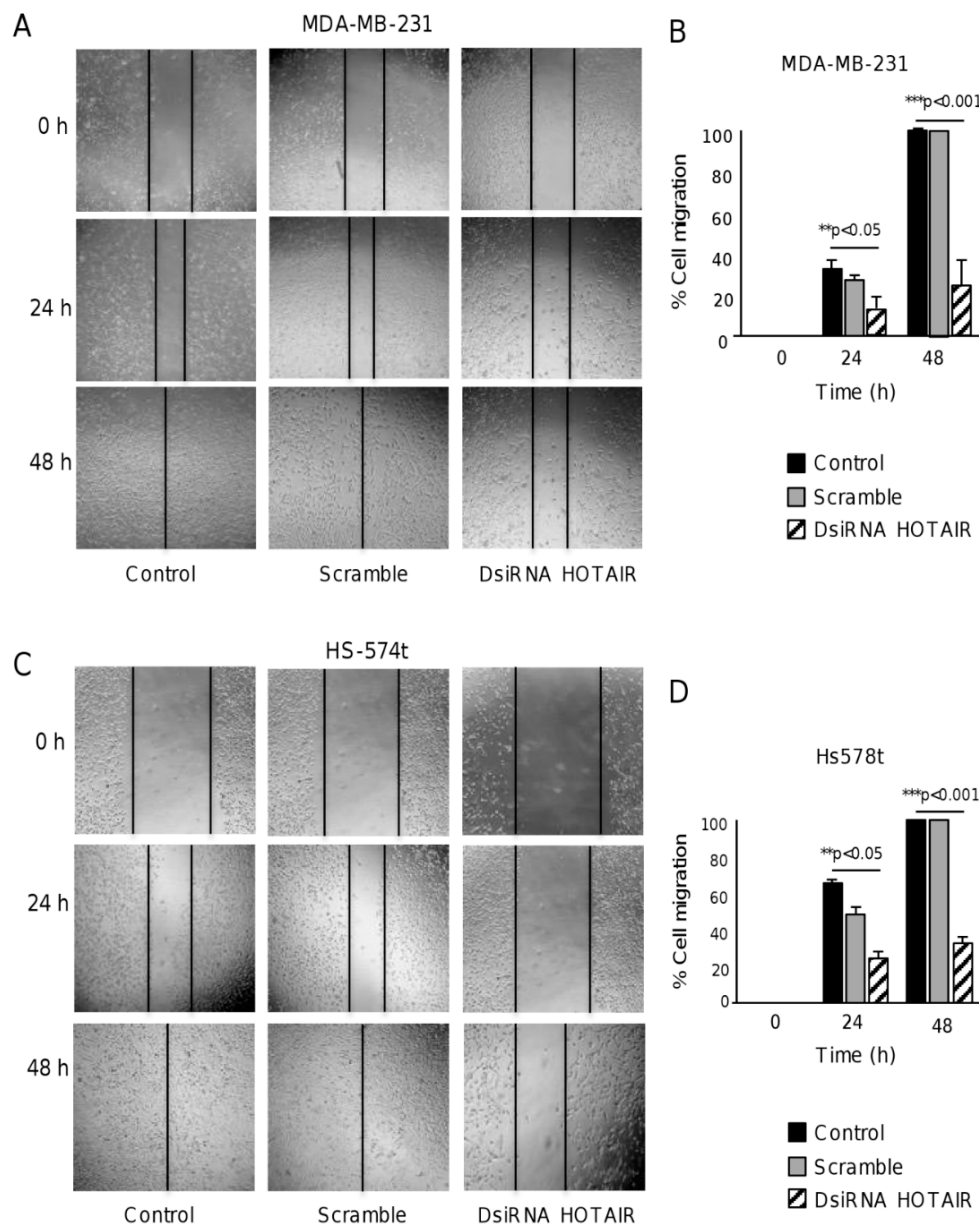 A
MDA-MB-231
0 h
24 h
48 h
Control Scramble DsiRNA HOTAIR
B
MDA-MB-231
***p<0.001
**p<0.05
% Cell migration
100
80
60
40
20
0
0 24 48
Time (h)
Control
Scramble
DsiRNA HOTAIR
C
HS-574t
0 h
24 h
48 h
Control Scramble DsiRNA HOTAIR
D
Hs578t
***p<0.001
**p<0.05
% Cell migration
100
80
60
40
20
0
0 24 48
Time (h)
Control
Scramble
DsiRNA HOTAIR